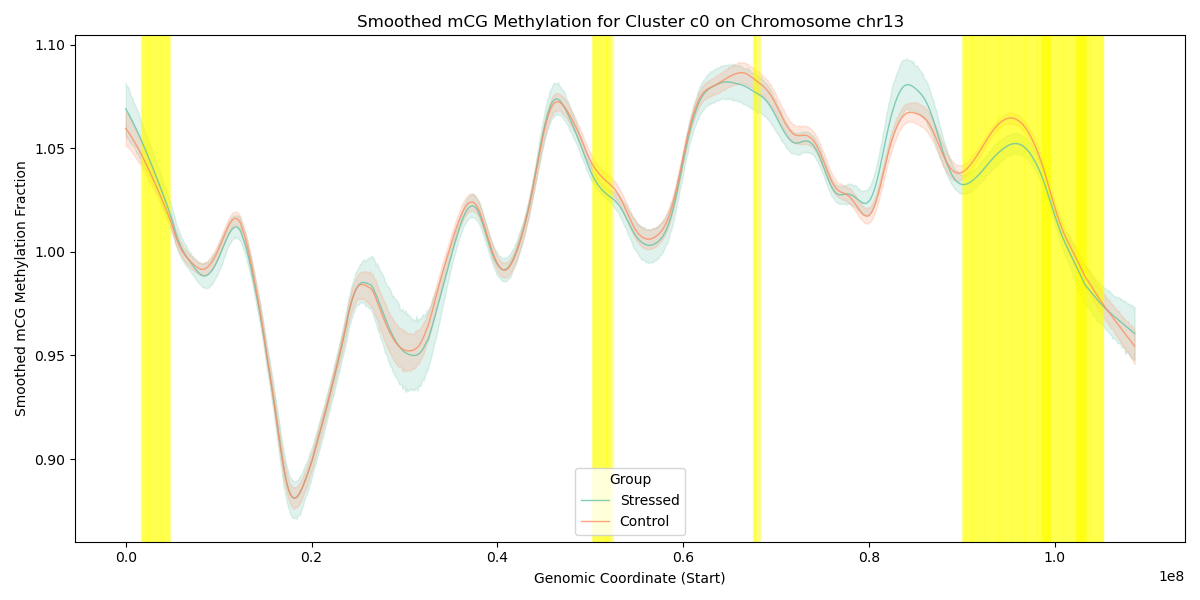 Smoothed mCG Methylation for Cluster c0 on Chromosome chr13
Smoothed mCG Methylation Fraction
1.10
1.05
1.00
0.95
0.90
Group
Stressed
Control
0.0
0.2
0.4
0.6
0.8
1.0
1e8
Genomic Coordinate (Start)